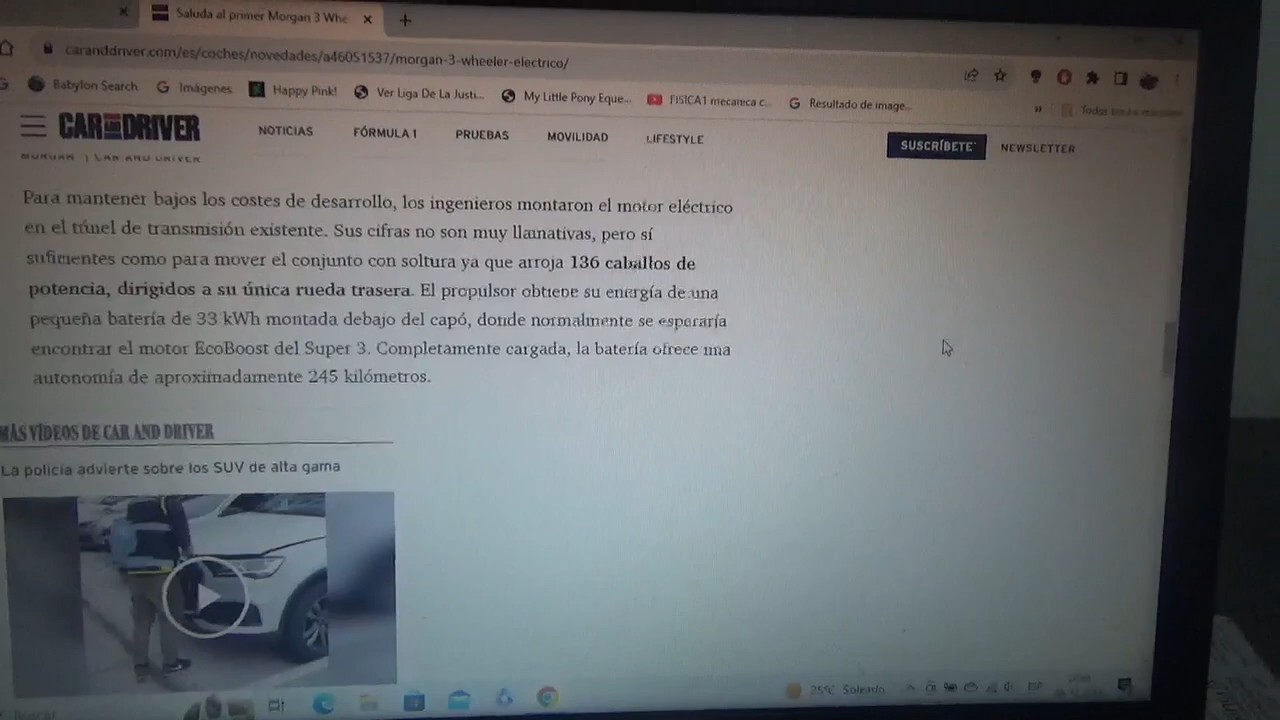 Saluda al primer Morgan 3 Whe
caranddriver.com/es/coches/novedades/a46051537/morgan-3-wheeler-electrico/
Babylon Search Imágenes Happy Pink! Ver Liga De La Justi... My Little Pony Eque... FISICA1 mecanica c... Resultado de image... » Todos
CAR AND DRIVER NOTICIAS FÓRMULA 1 PRUEBAS MOVILIDAD LIFESTYLE SUSCRÍBETE NEWSLETTER
MORGAN | CAR AND DRIVER
Para mantener bajos los costes de desarrollo, los ingenieros montaron el motor eléctrico
en el túnel de transmisión existente. Sus cifras no son muy llamativas, pero sí
suficientes como para mover el conjunto con soltura ya que arroja 136 caballos de
potencia, dirigidos a su única rueda trasera. El propulsor obtiene su energía de una
pequeña batería de 33 kWh montada debajo del capó, donde normalmente se esperaría
encontrar el motor EcoBoost del Super 3. Completamente cargada, la batería ofrece una
autonomía de aproximadamente 245 kilómetros.
MÁS VÍDEOS DE CAR AND DRIVER
La policía advierte sobre los SUV de alta gama
25°C Soleado ESP